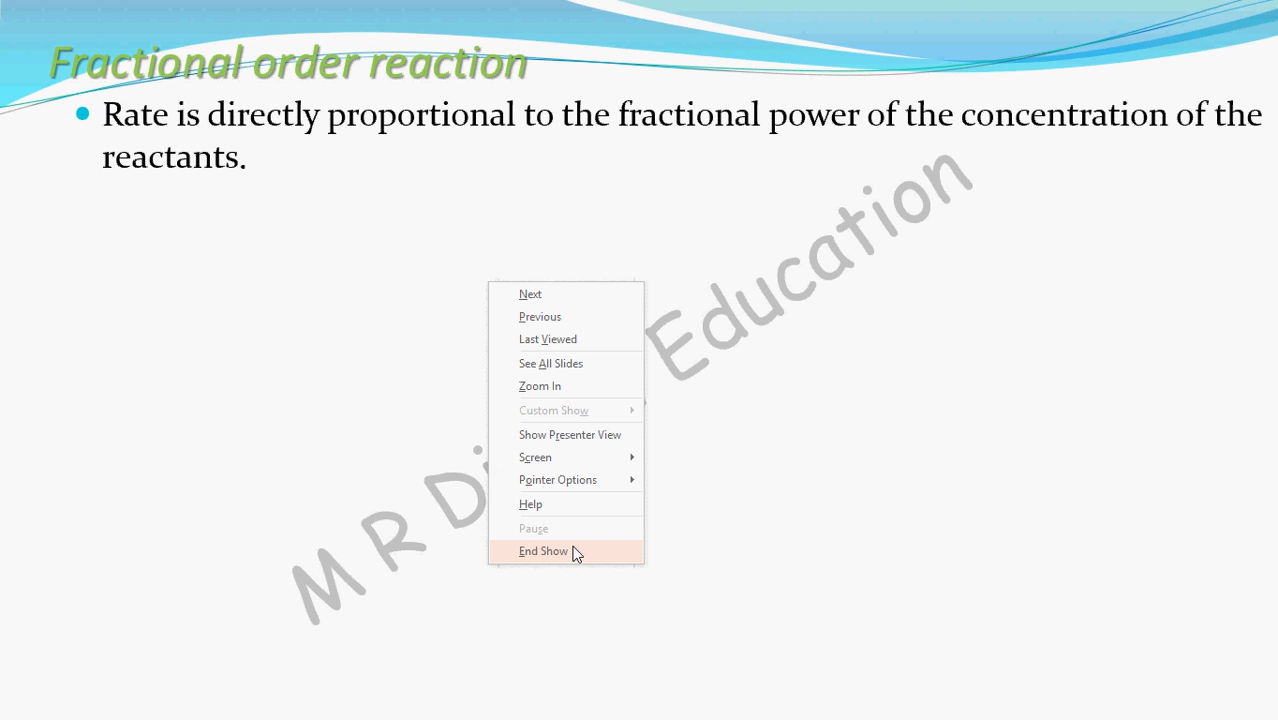 Fractional order reaction
Rate is directly proportional to the fractional power of the concentration of the
reactants.
Next
Previous
Last Viewed
See All Slides
Zoom In
Custom Show
Show Presenter View
Screen
Pointer Options
Help
Pause
End Show
M R Education